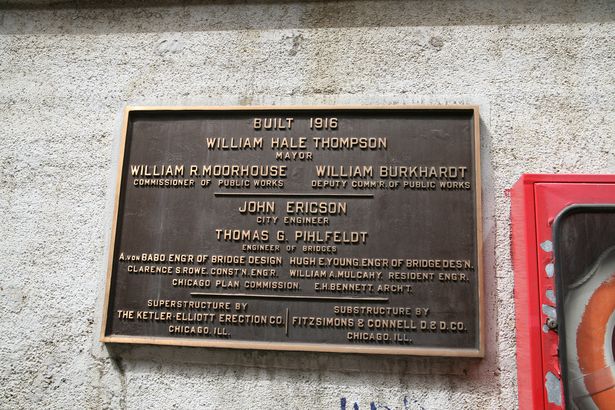 BUILT 1916
WILLIAM HALE THOMPSON
MAYOR
WILLIAM R. MOORHOUSE WILLIAM BURKHARDT
COMMISSIONER OF PUBLIC WORKS DEPUTY COMM'R. OF PUBLIC WORKS
JOHN ERICSON
CITY ENGINEER
THOMAS G. PIHLFELDT
ENGINEER OF BRIDGES
A. VON BABO ENG'R OF BRIDGE DESIGN HUGH E. YOUNG. ENG'R OF BRIDGE DES'N.
CLARENCE S. ROWE. CONST'N. ENG'R. WILLIAM A. MULCAHY. RESIDENT ENG'R.
CHICAGO PLAN COMMISSION. E.H. BENNETT. ARCH'T.
SUPERSTRUCTURE BY
THE KETLER-ELLIOTT ERECTION CO.
CHICAGO. ILL.
SUBSTRUCTURE BY
FITZSIMONS & CONNELL D. & D. CO.
CHICAGO. ILL.